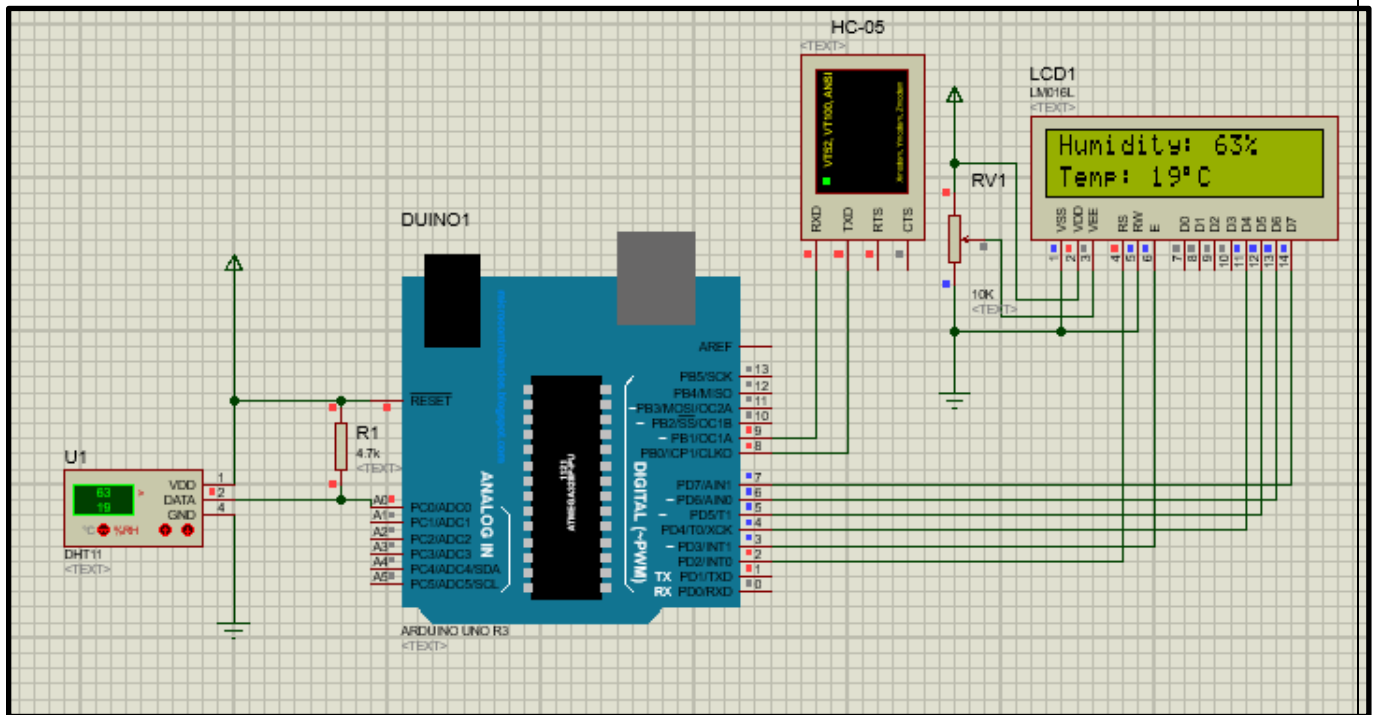 HC-05
<TEXT>
VT52, VT100, ANSI
Xmodem, Ymodem, Zmodem
RXD
TXD
RTS
CTS
LCD1
LM016L
<TEXT>
Humidity: 63%
Temp: 19°C
VSS
VDD
VEE
RS
RW
E
D0
D1
D2
D3
D4
D5
D6
D7
1
2
3
4
5
6
7
8
9
10
11
12
13
14
RV1
10K
<TEXT>
DUINO1
RESET
AREF
PB5/SCK 13
PB4/MISO 12
~PB3/MOSI/OC2A 11
~ PB2/SS/OC1B 10
~ PB1/OC1A 9
PB0/ICP1/CLKO 8
PD7/AIN1 7
~ PD6/AIN0 6
~ PD5/T1 5
PD4/T0/XCK 4
~ PD3/INT1 3
PD2/INT0 2
TX PD1/TXD 1
RX PD0/RXD 0
DIGITAL (~PWM)
ANALOG IN
1121
A0 PC0/ADC0
A1 PC1/ADC1
A2 PC2/ADC2
A3 PC3/ADC3
A4 PC4/ADC4/SDA
A5 PC5/ADC5/SCL
ARDUINO UNO R3
<TEXT>
R1
4.7k
<TEXT>
U1
63
19
>
°C %RH
VDD 1
DATA 2
GND 4
DHT11
<TEXT>